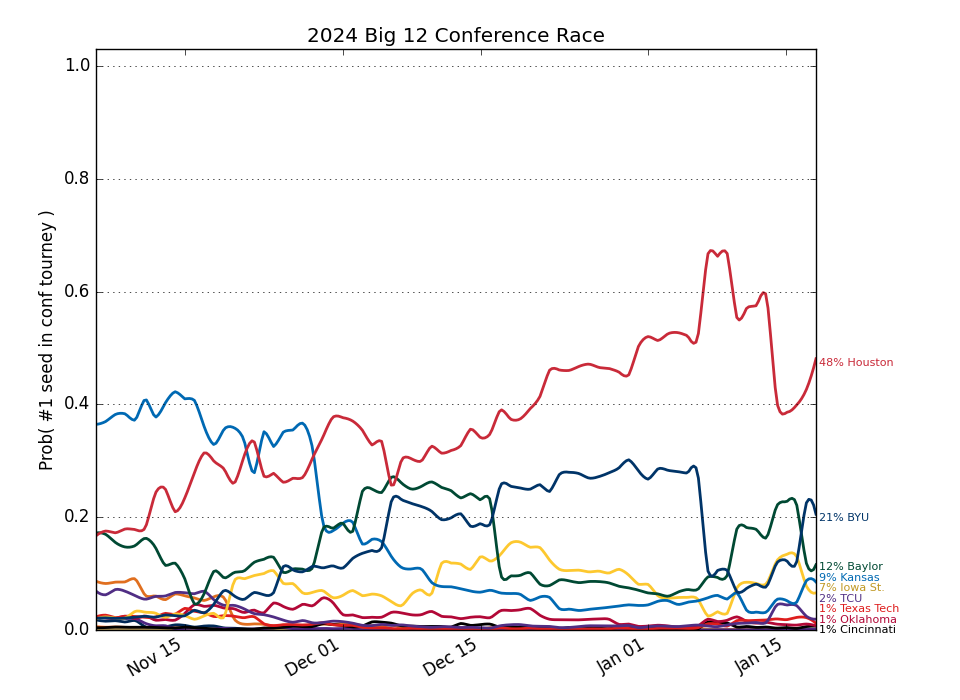 2024 Big 12 Conference Race
Prob( #1 seed in conf tourney )
1.0
0.8
0.6
0.4
0.2
0.0
Nov 15
Dec 01
Dec 15
Jan 01
Jan 15
48% Houston
21% BYU
12% Baylor
9% Kansas
7% Iowa St.
2% TCU
1% Texas Tech
1% Oklahoma
1% Cincinnati